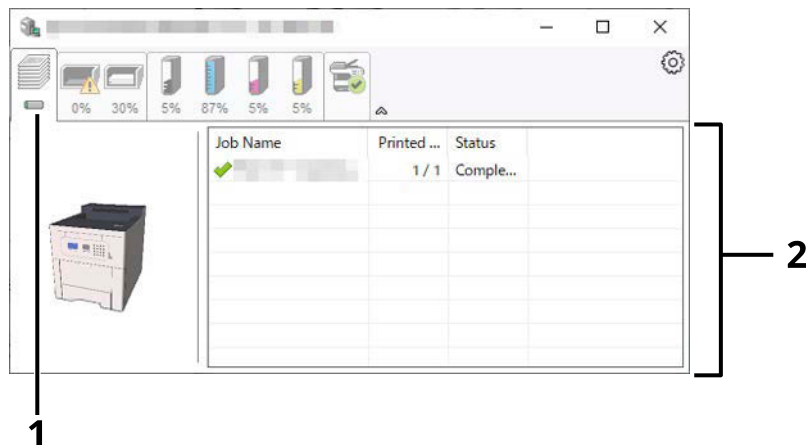 0% 30% 5% 87% 5% 5%
Job Name Printed ... Status
1 / 1 Comple...
2
1